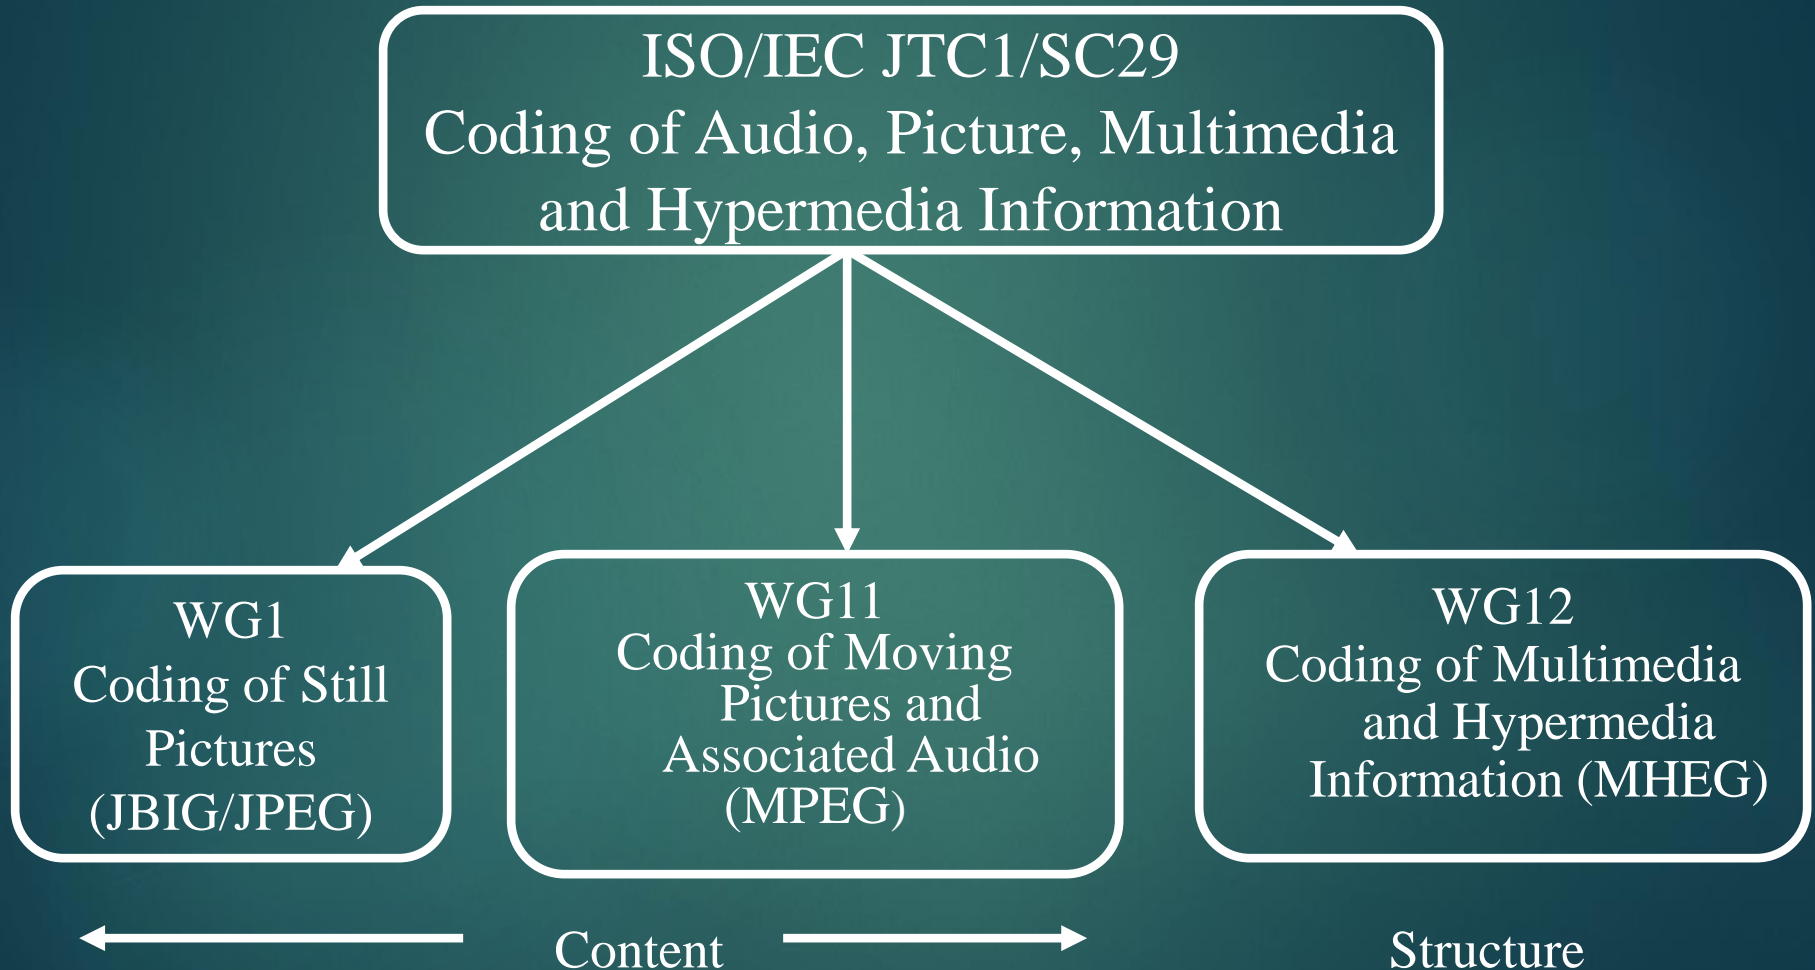 ISO/IEC JTC1/SC29
Coding of Audio, Picture, Multimedia
and Hypermedia Information
WG1
Coding of Still
Pictures
(JBIG/JPEG)
WG11
Coding of Moving
Pictures and
Associated Audio
(MPEG)
WG12
Coding of Multimedia
and Hypermedia
Information (MHEG)
Content
Structure